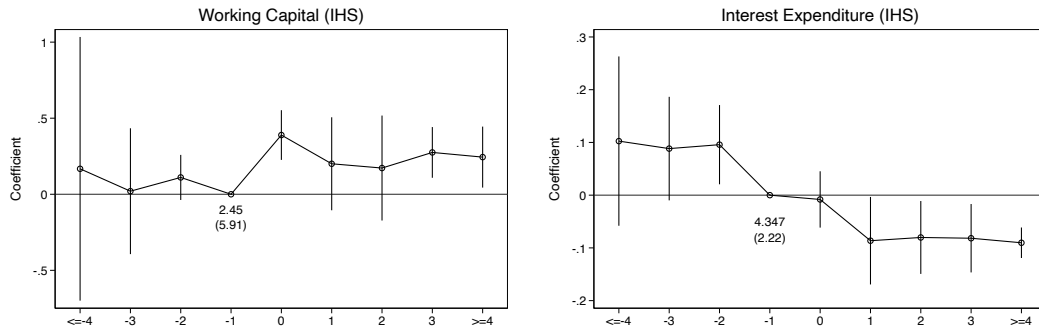 Working Capital (IHS)
Coefficient
1
.5
0
-.5
2.45
(5.91)
<=-4 -3 -2 -1 0 1 2 3 >=4
Interest Expenditure (IHS)
Coefficient
.3
.2
.1
0
-.1
-.2
4.347
(2.22)
<=-4 -3 -2 -1 0 1 2 3 >=4